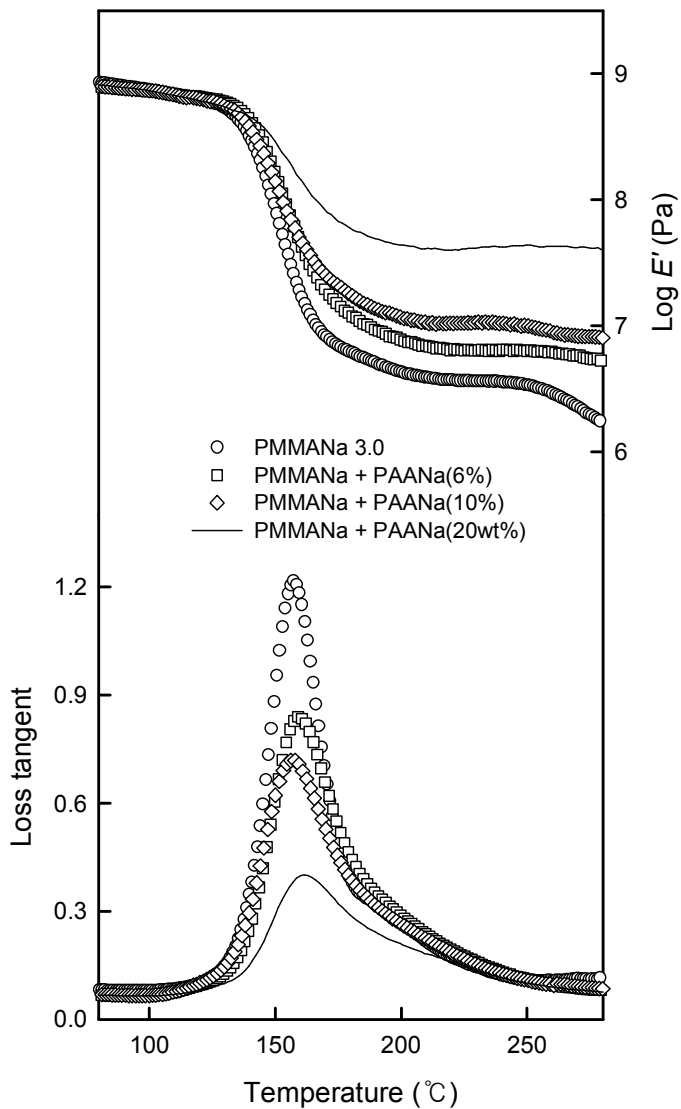 9
8
7
6
Log E′ (Pa)
PMMANa 3.0
PMMANa + PAANa(6%)
PMMANa + PAANa(10%)
PMMANa + PAANa(20wt%)
1.2
0.9
0.6
0.3
0.0
Loss tangent
100 150 200 250
Temperature (℃)